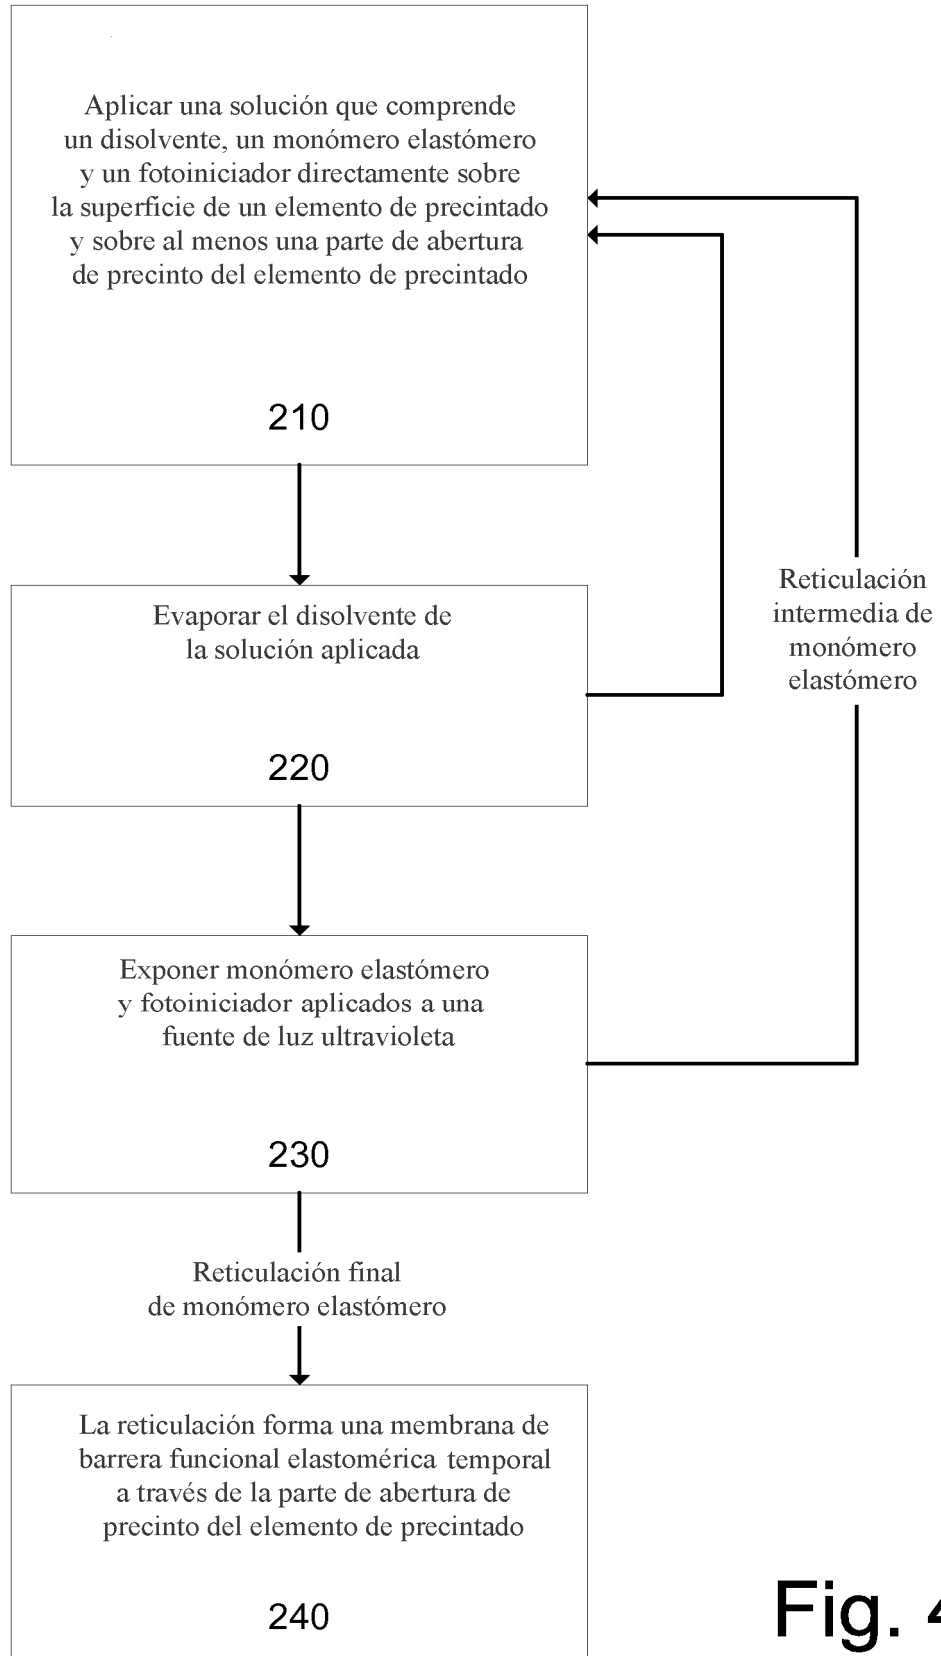 Aplicar una solución que comprende
un disolvente, un monómero elastómero
y un fotoiniciador directamente sobre
la superficie de un elemento de precintado
y sobre al menos una parte de abertura
de precinto del elemento de precintado
210
Evaporar el disolvente de
la solución aplicada
220
Reticulación
intermedia de
monómero
elastómero
Exponer monómero elastómero
y fotoiniciador aplicados a una
fuente de luz ultravioleta
230
Reticulación final
de monómero elastómero
La reticulación forma una membrana de
barrera funcional elastomérica temporal
a través de la parte de abertura de
precinto del elemento de precintado
240
Fig. 4